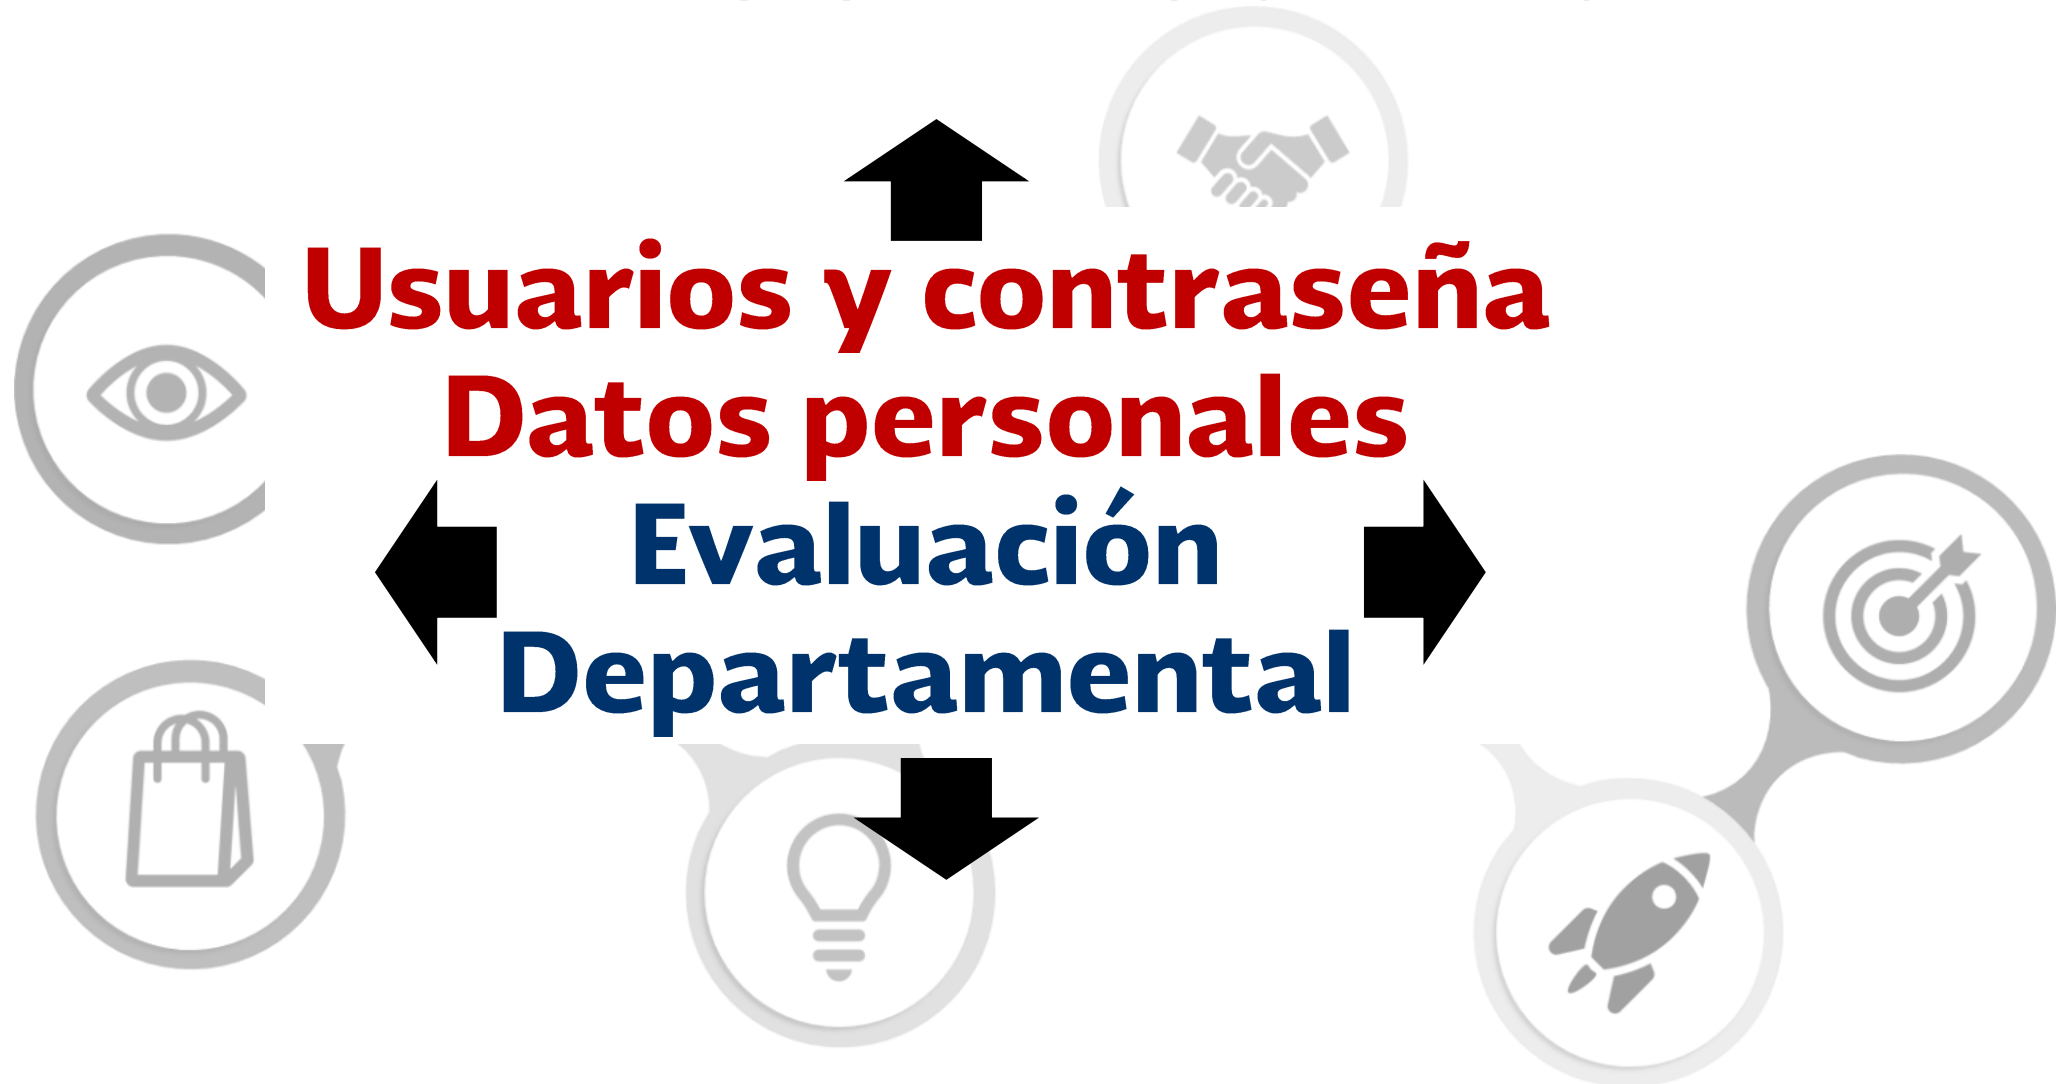 Usuarios y contraseña
Datos personales
Evaluación
Departamental